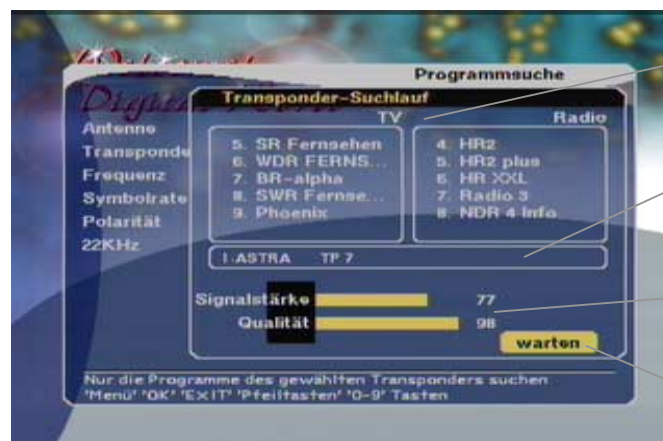 Programmsuche
Digital
Transponder-Suchlauf
TV Radio
Antenne
Transponde
Frequenz
Symbolrate
Polarität
22KHz
5. SR Fernsehen
6. WDR FERNS...
7. BR-alpha
8. SWR Fernse...
9. Phoenix
4. HR2
5. HR2 plus
6. HR XXL
7. Radio 3
8. NDR 4 Info
1-ASTRA TP 7
Signalstärke 77
Qualität 98
warten
Nur die Programme des gewählten Transponders suchen
'Menü' 'OK' 'EXIT' 'Pfeiltasten' '0-9' Tasten